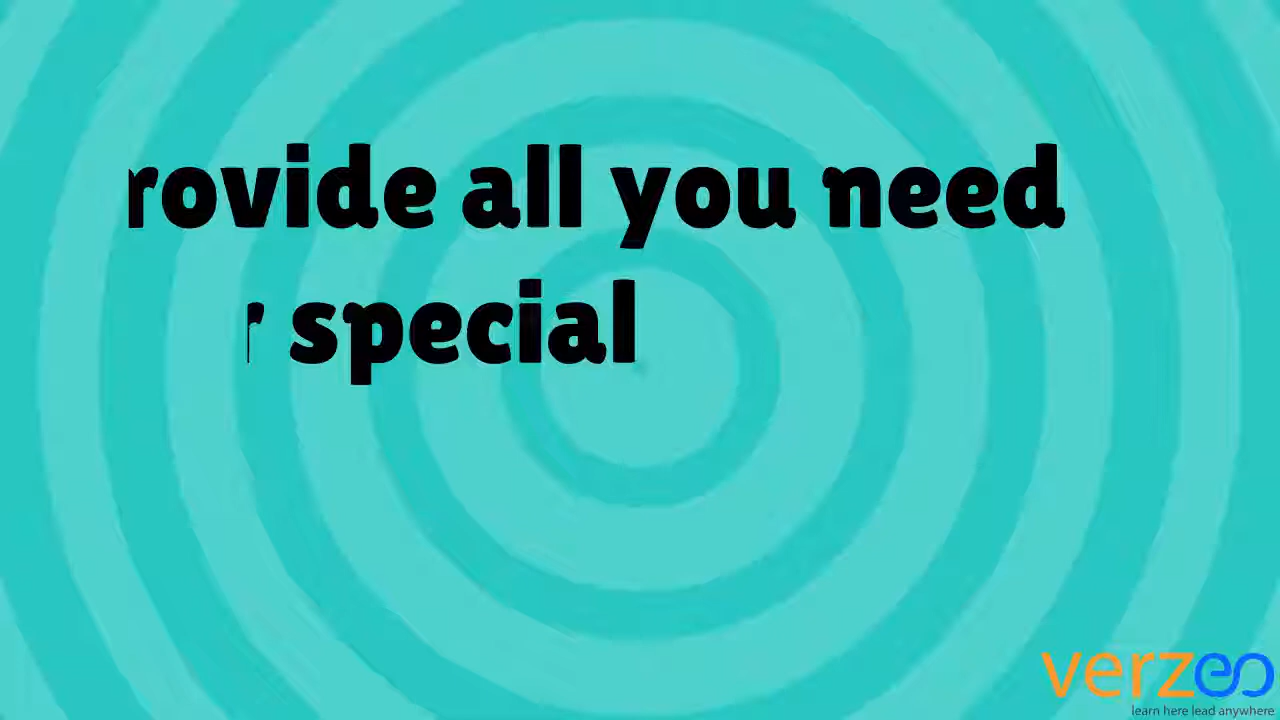 rovide all you need
r special
verzeo
learn here lead anywhere